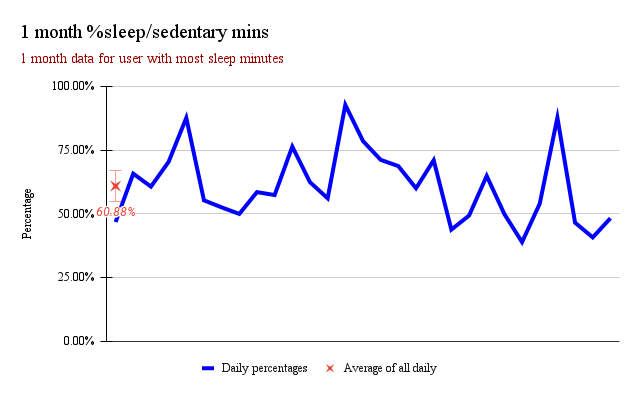 1 month %sleep/sedentary mins
1 month data for user with most sleep minutes
100.00%
75.00%
60.88%
50.00%
25.00%
0.00%
Percentage
Daily percentages
Average of all daily